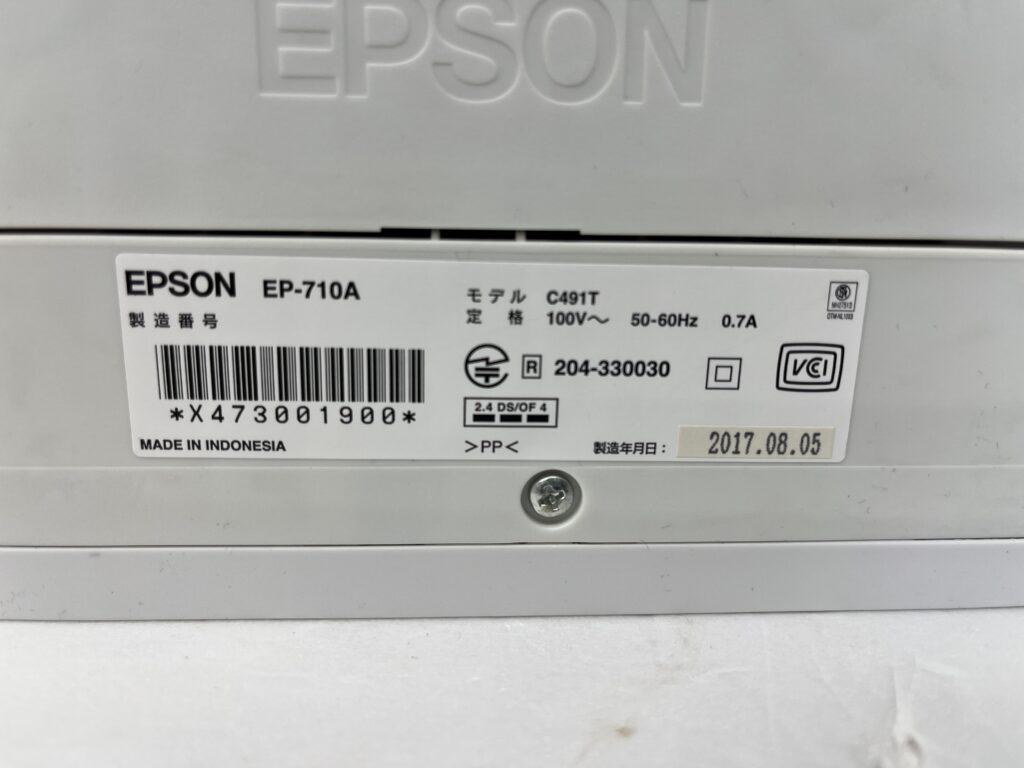 EPSON
EPSON EP-710A
製造番号
*X473001900*
MADE IN INDONESIA
モデル C491T
定格 100V～ 50-60Hz 0.7A
R 204-330030
2.4 DS/OF 4
>PP<
製造年月日：2017.08.05
VCI